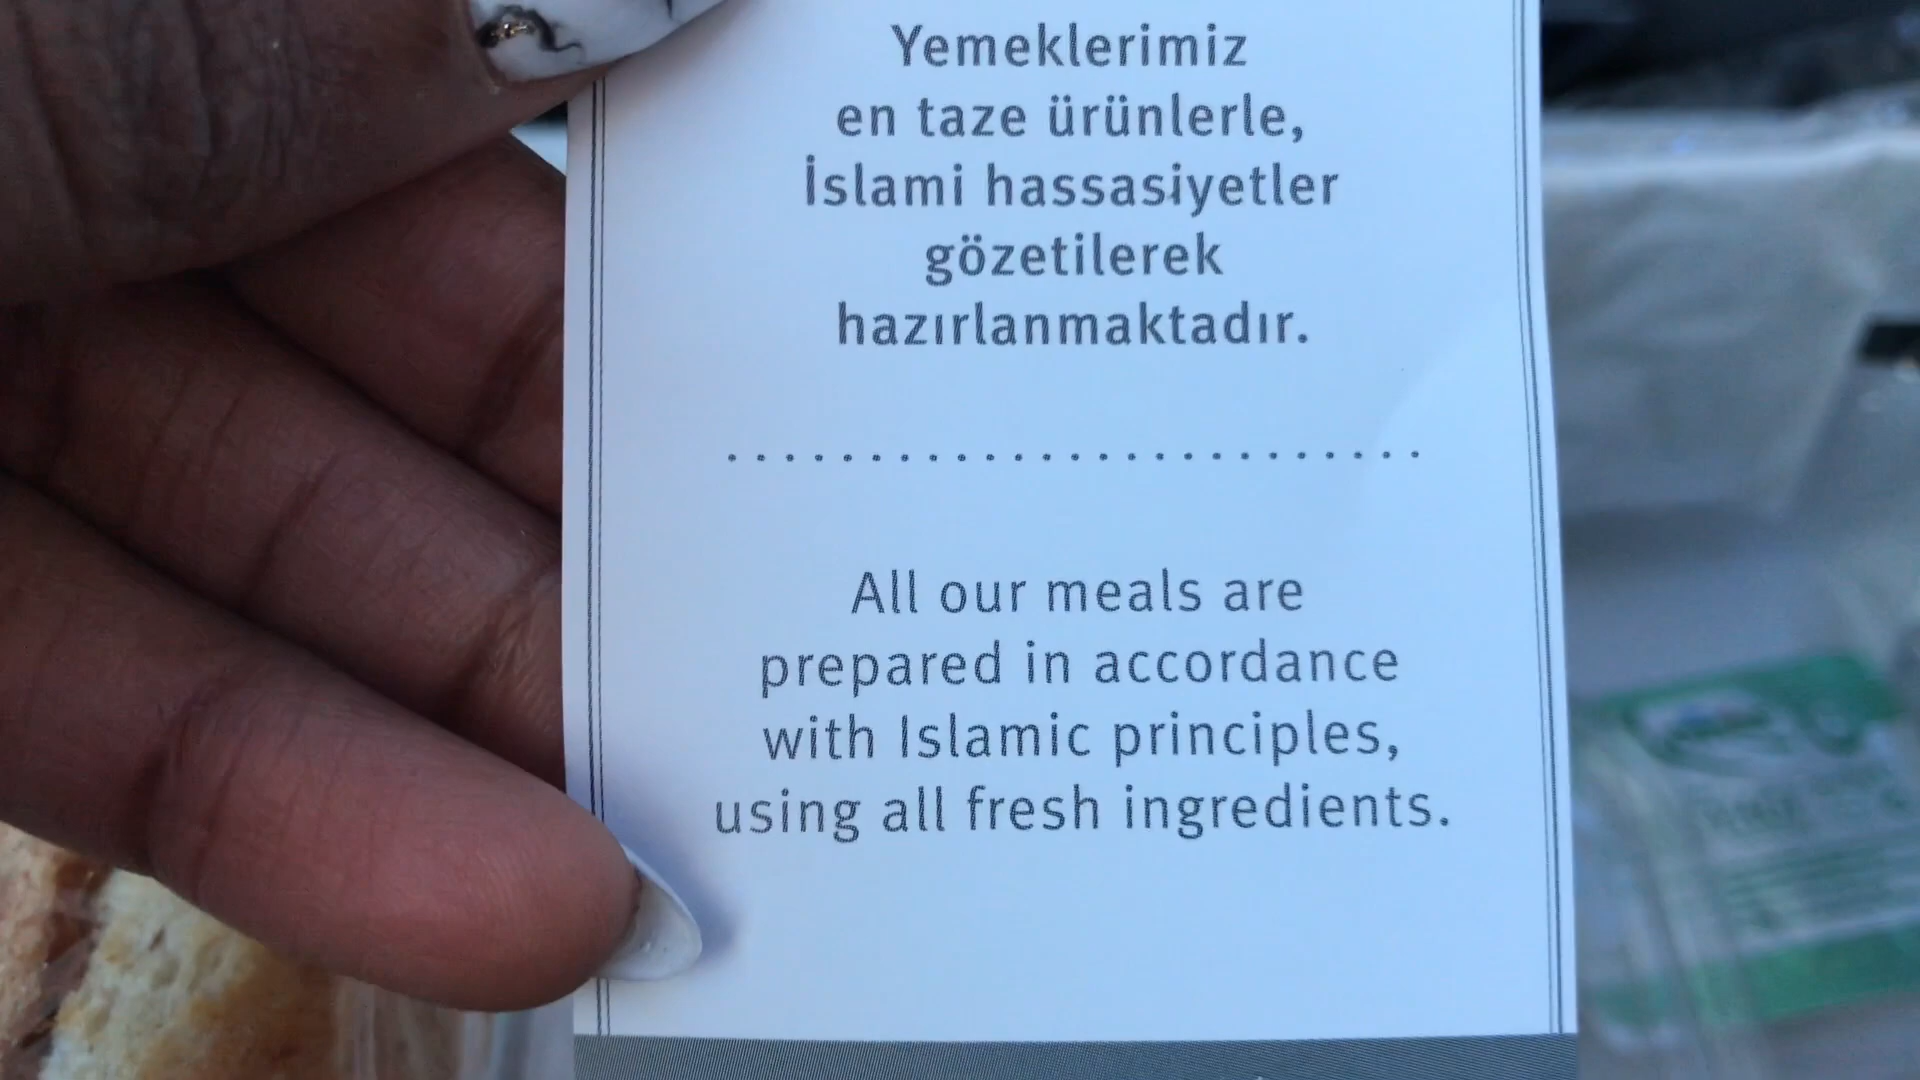 Yemeklerimiz
en taze ürünlerle,
İslami hassasiyetler
gözetilerek
hazırlanmaktadır.
All our meals are
prepared in accordance
with Islamic principles,
using all fresh ingredients.